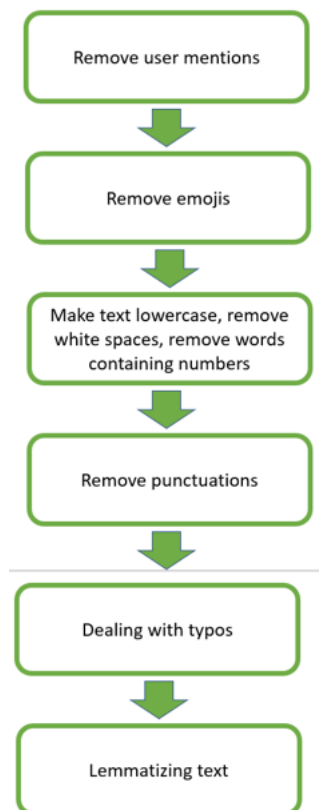 Remove user mentions
Remove emojis
Make text lowercase, remove
white spaces, remove words
containing numbers
Remove punctuations
Dealing with typos
Lemmatizing text